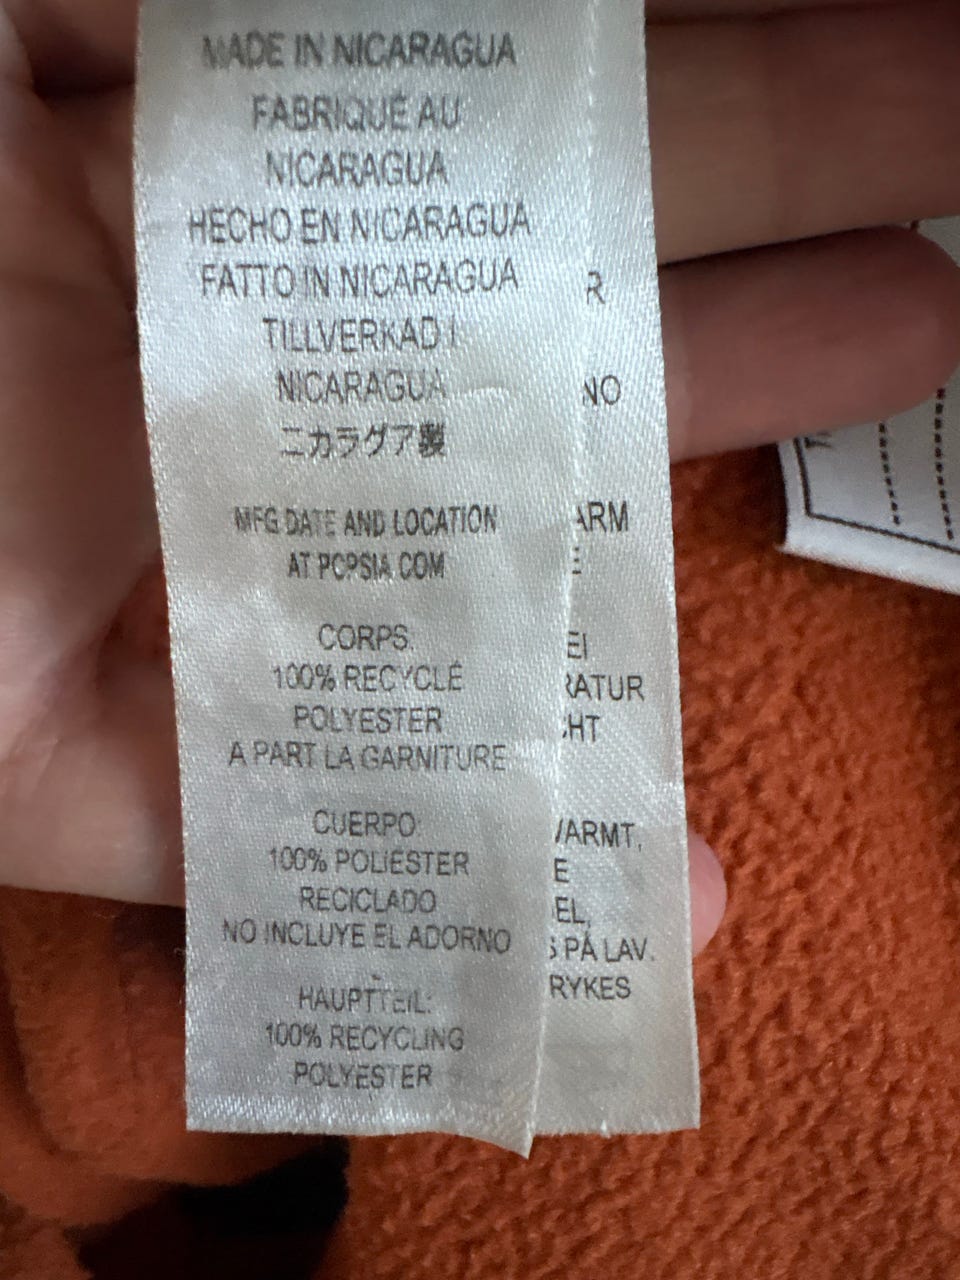 MADE IN NICARAGUA
FABRIQUÉ AU
NICARAGUA
HECHO EN NICARAGUA
FATTO IN NICARAGUA
TILLVERKAD I
NICARAGUA
ニカラグア製
MFG DATE AND LOCATION
AT PCPSIA.COM
CORPS:
100% RECYCLÉ
POLYESTER
A PART LA GARNITURE
CUERPO:
100% POLIESTER
RECICLADO
NO INCLUYE EL ADORNO
HAUPTTEIL:
100% RECYCLING
POLYESTER
R
NO
ARM
E
EI
RATUR
CHT
VARMT,
E
EL,
S PÅ LAV.
RYKES